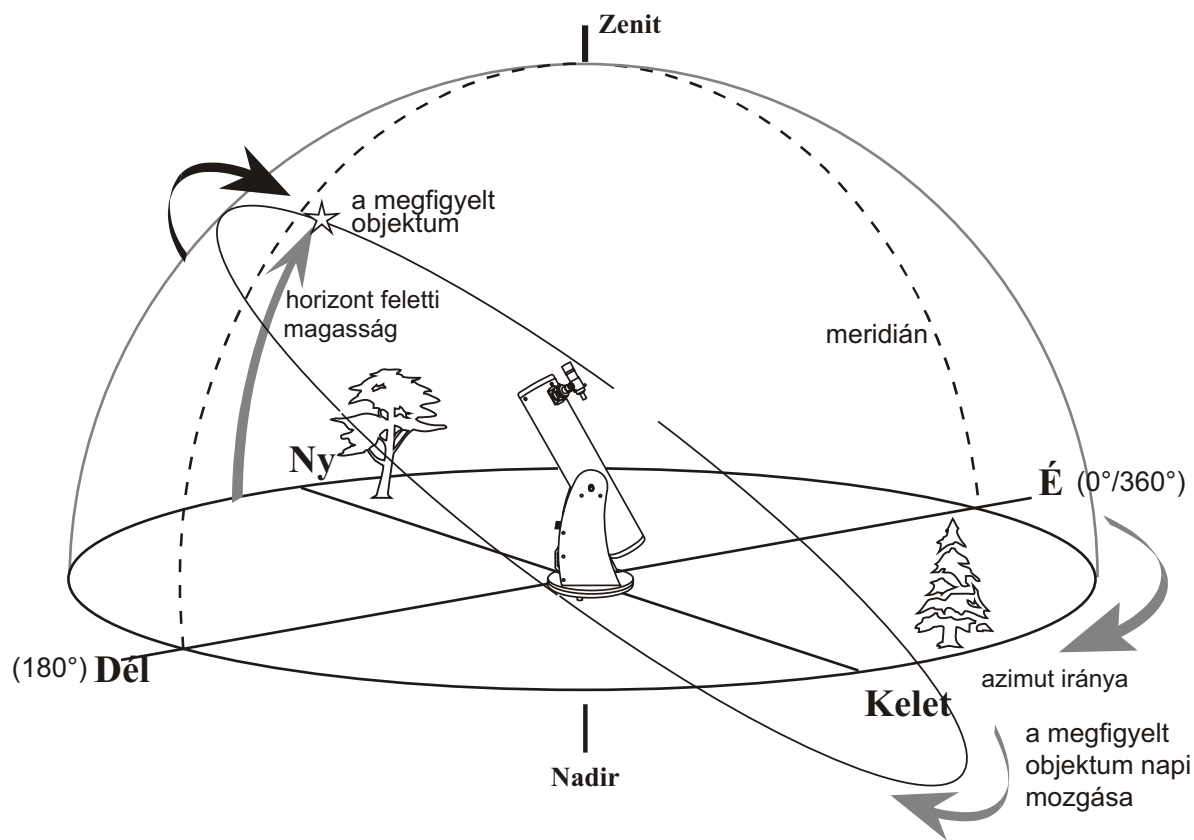 Zenit
a megfigyelt
objektum
horizont feletti
magasság
meridián
Ny
É (0°/360°)
(180°) Dél
azimut iránya
Kelet
a megfigyelt
objektum napi
mozgása
Nadir